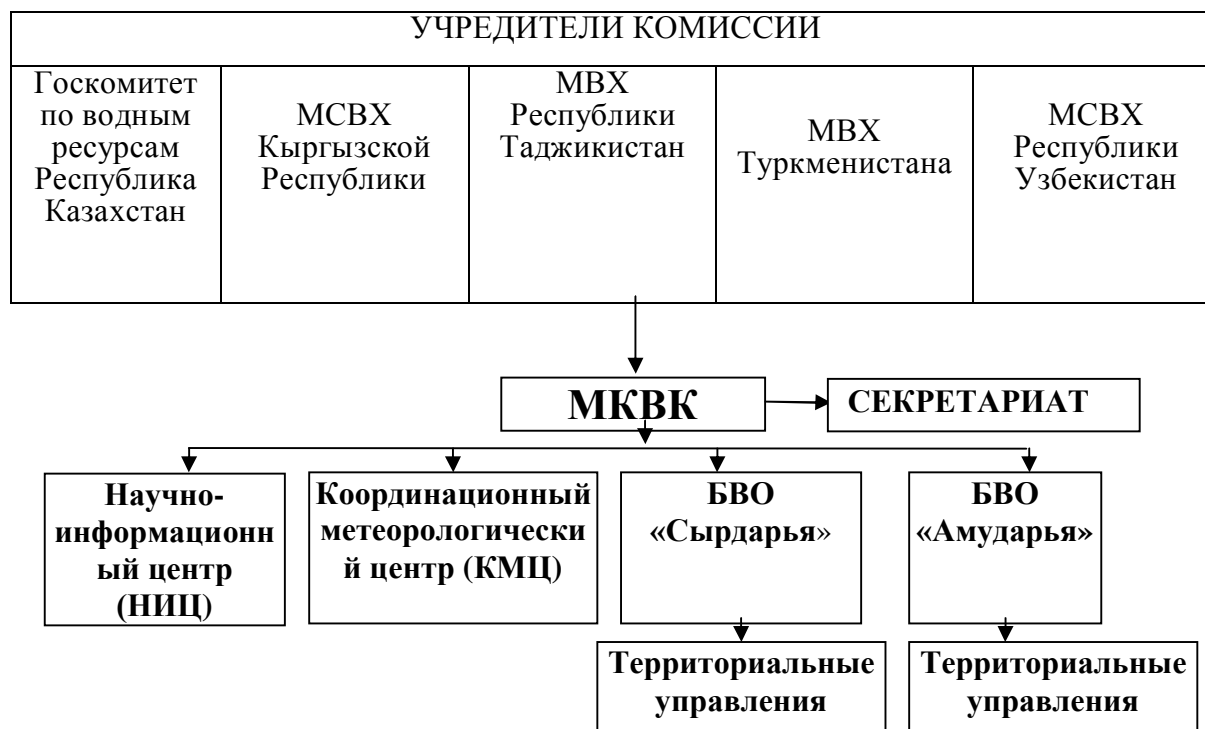 УЧРЕДИТЕЛИ КОМИССИИ
Госкомитет
по водным
ресурсам
Республика
Казахстан
МСВХ
Кыргызской
Республики
МВХ
Республики
Таджикистан
МВХ
Туркменистана
МСВХ
Республики
Узбекистан
МКВК
СЕКРЕТАРИАТ
Научно-
информационн
ый центр
(НИЦ)
Координационный
метеорологически
й центр (КМЦ)
БВО
«Сырдарья»
БВО
«Амударья»
Территориальные
управления
Территориальные
управления